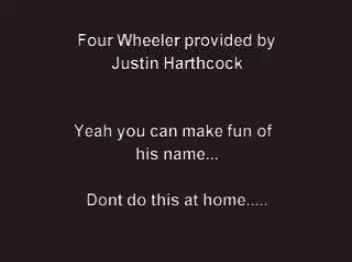 Four Wheeler provided by
Justin Harthcock
Yeah you can make fun of
his name...
Dont do this at home.....